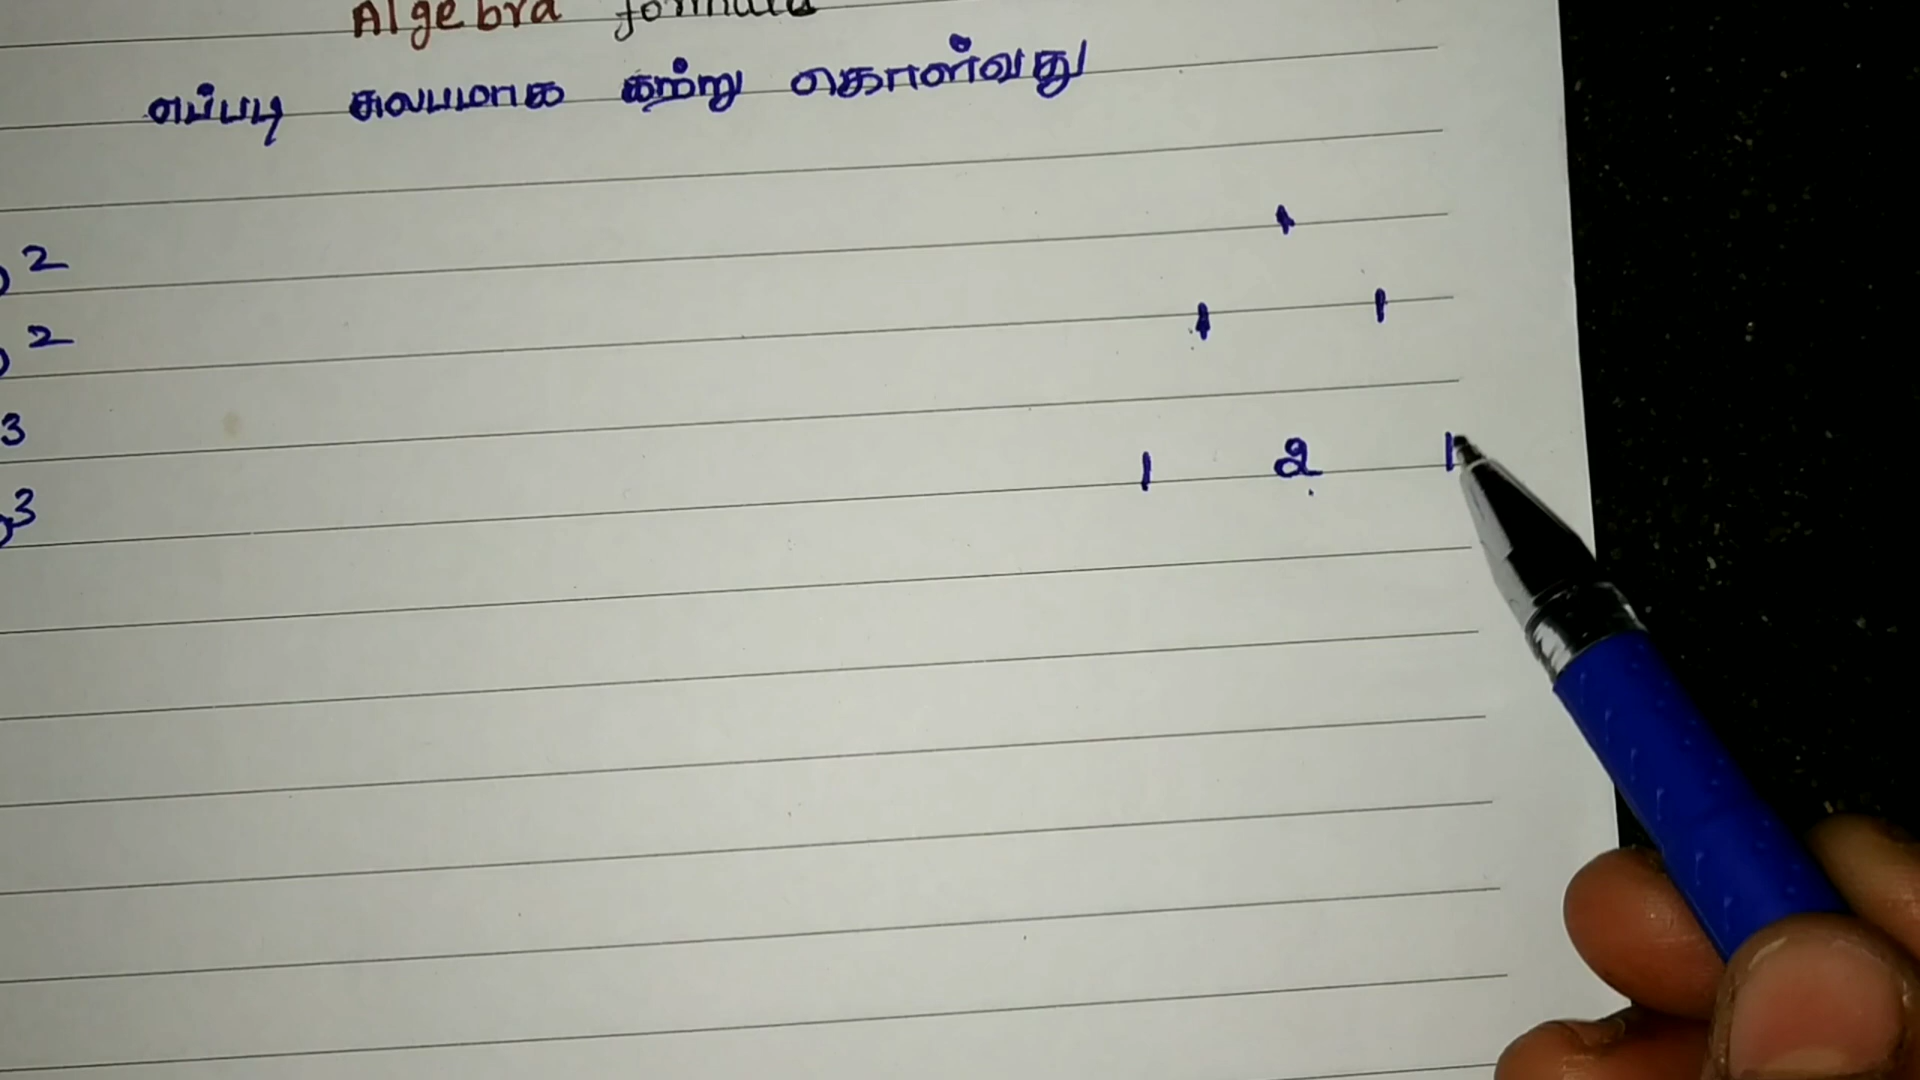 Algebra formula
எப்படி சுலபமாக கற்று கொள்வது
1
) 2
1 1
) 2
3
1 2 1
)3